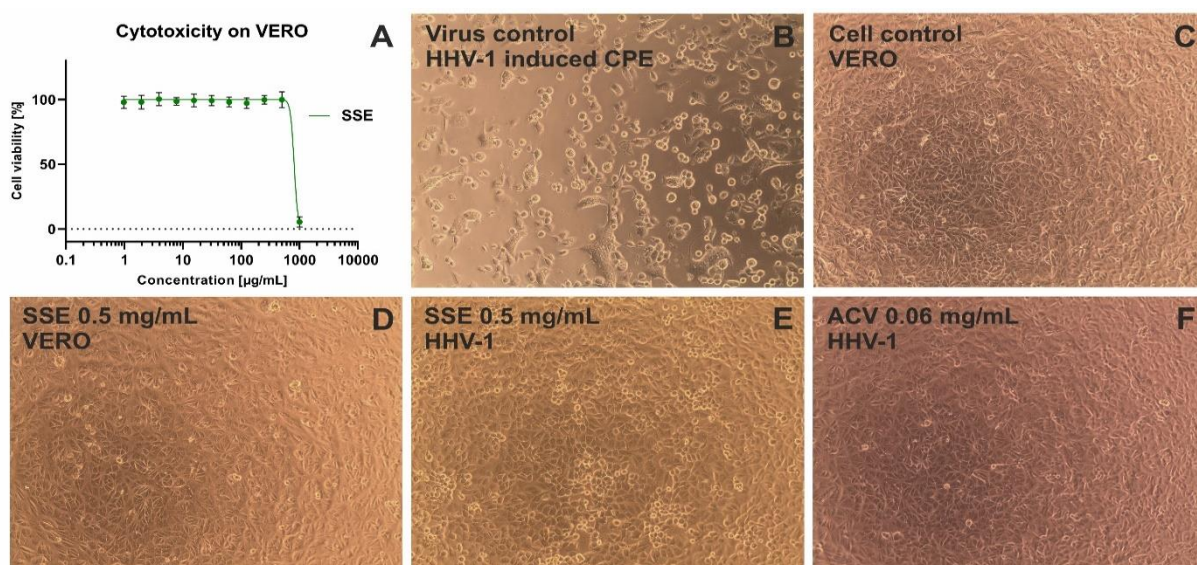 Cytotoxicity on VERO
A
Cell viability [%]
100
50
0
SSE
0.1
1
10
100
1000
10000
Concentration [µg/mL]
Virus control
HHV-1 induced CPE
B
Cell control
VERO
C
SSE 0.5 mg/mL
VERO
D
SSE 0.5 mg/mL
HHV-1
E
ACV 0.06 mg/mL
HHV-1
F